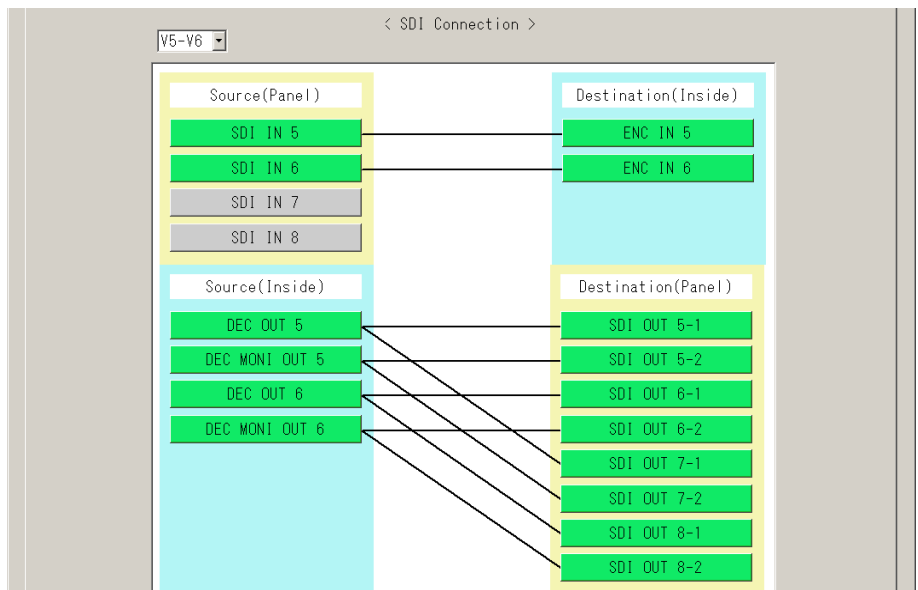 < SDI Connection >
V5-V6
Source(Panel)
Destination(Inside)
SDI IN 5
ENC IN 5
SDI IN 6
ENC IN 6
SDI IN 7
SDI IN 8
Source(Inside)
Destination(Panel)
DEC OUT 5
SDI OUT 5-1
DEC MONI OUT 5
SDI OUT 5-2
DEC OUT 6
SDI OUT 6-1
DEC MONI OUT 6
SDI OUT 6-2
SDI OUT 7-1
SDI OUT 7-2
SDI OUT 8-1
SDI OUT 8-2